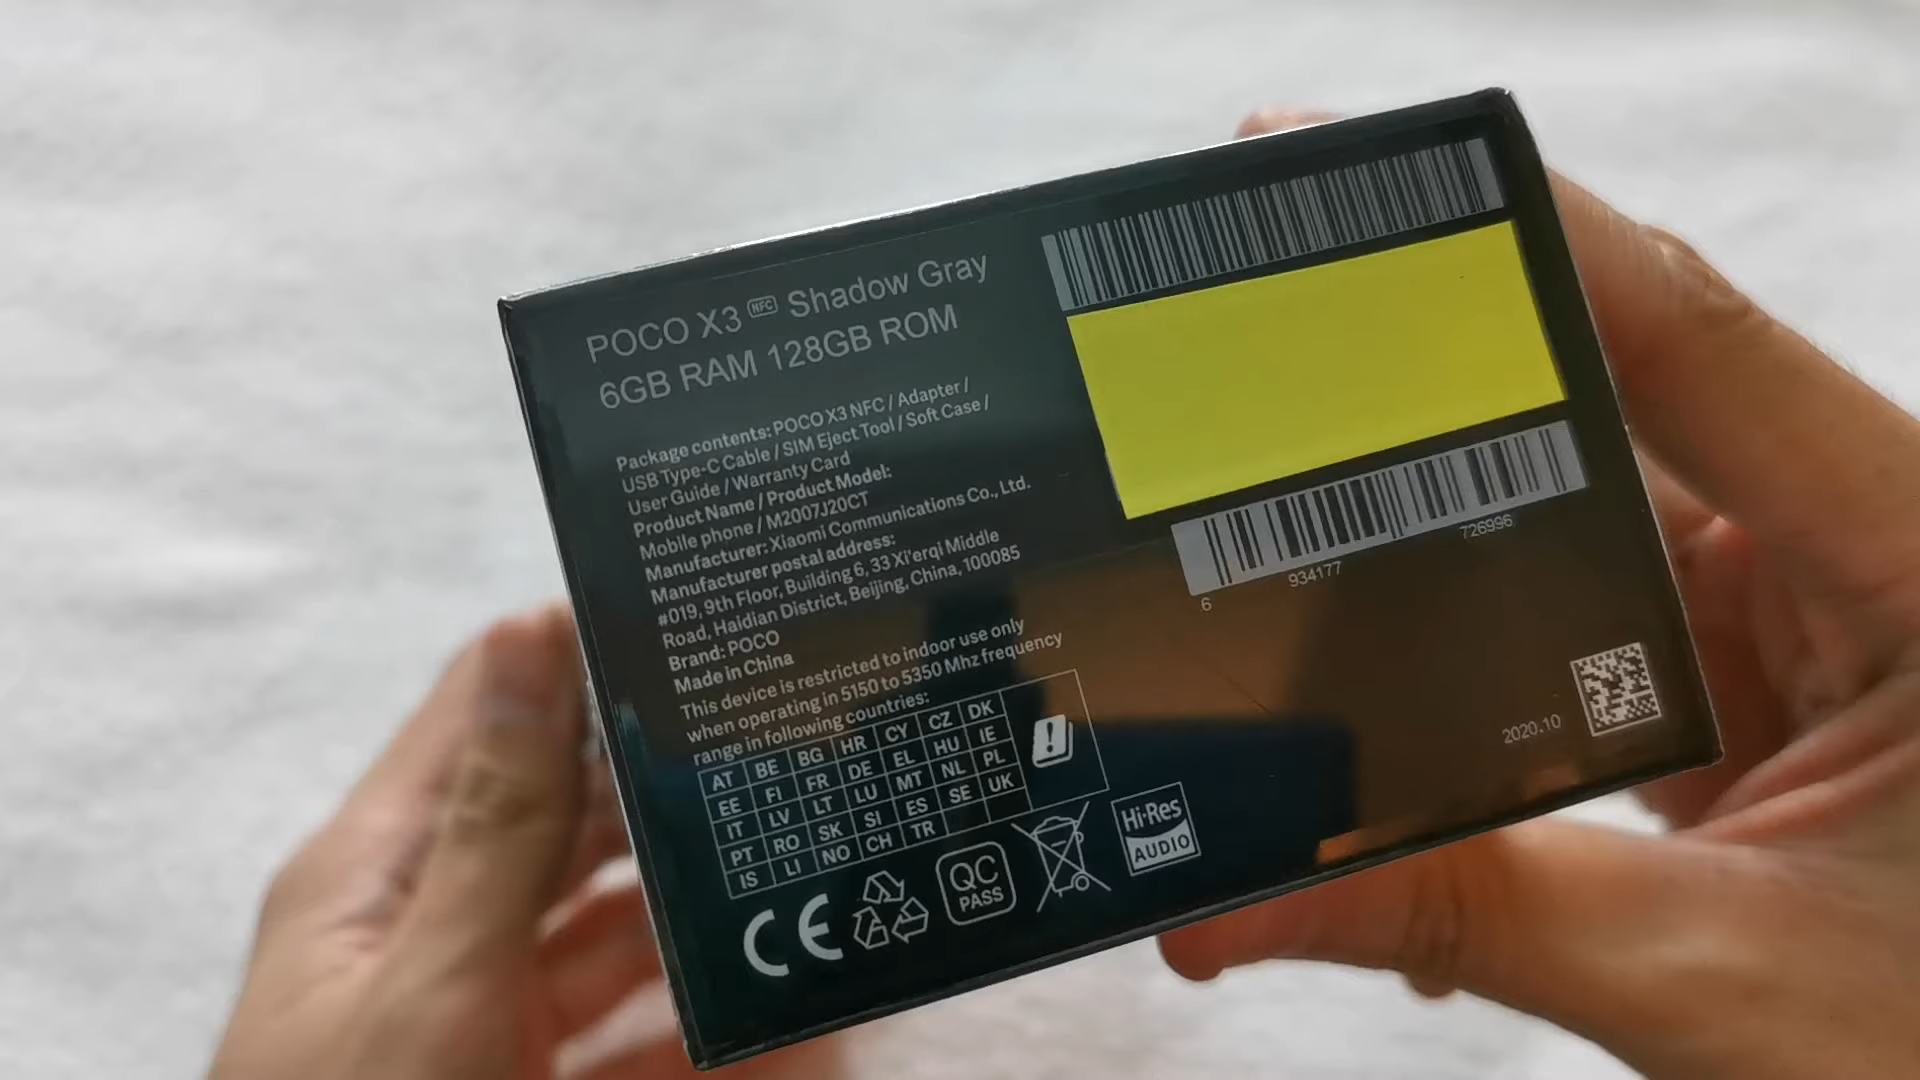 POCO X3 NFC Shadow Gray
6GB RAM 128GB ROM
Package contents: POCO X3 NFC / Adapter /
USB Type-C Cable / SIM Eject Tool / Soft Case /
User Guide / Warranty Card
Product Name / Product Model:
Mobile phone / M2007J20CT
Manufacturer: Xiaomi Communications Co., Ltd.
Manufacturer postal address:
#019, 9th Floor, Building 6, 33 Xi'erqi Middle
Road, Haidian District, Beijing, China, 100085
Brand: POCO
Made in China
This device is restricted to indoor use only
when operating in 5150 to 5350 Mhz frequency
range in following countries:
AT BE BG HR CY CZ DK
EE FI FR DE EL HU IE
IT LV LT LU MT NL PL
PT RO SK SI ES SE UK
IS LI NO CH TR
CE
QC
PASS
Hi-Res
AUDIO
6 934177 726996
2020.10